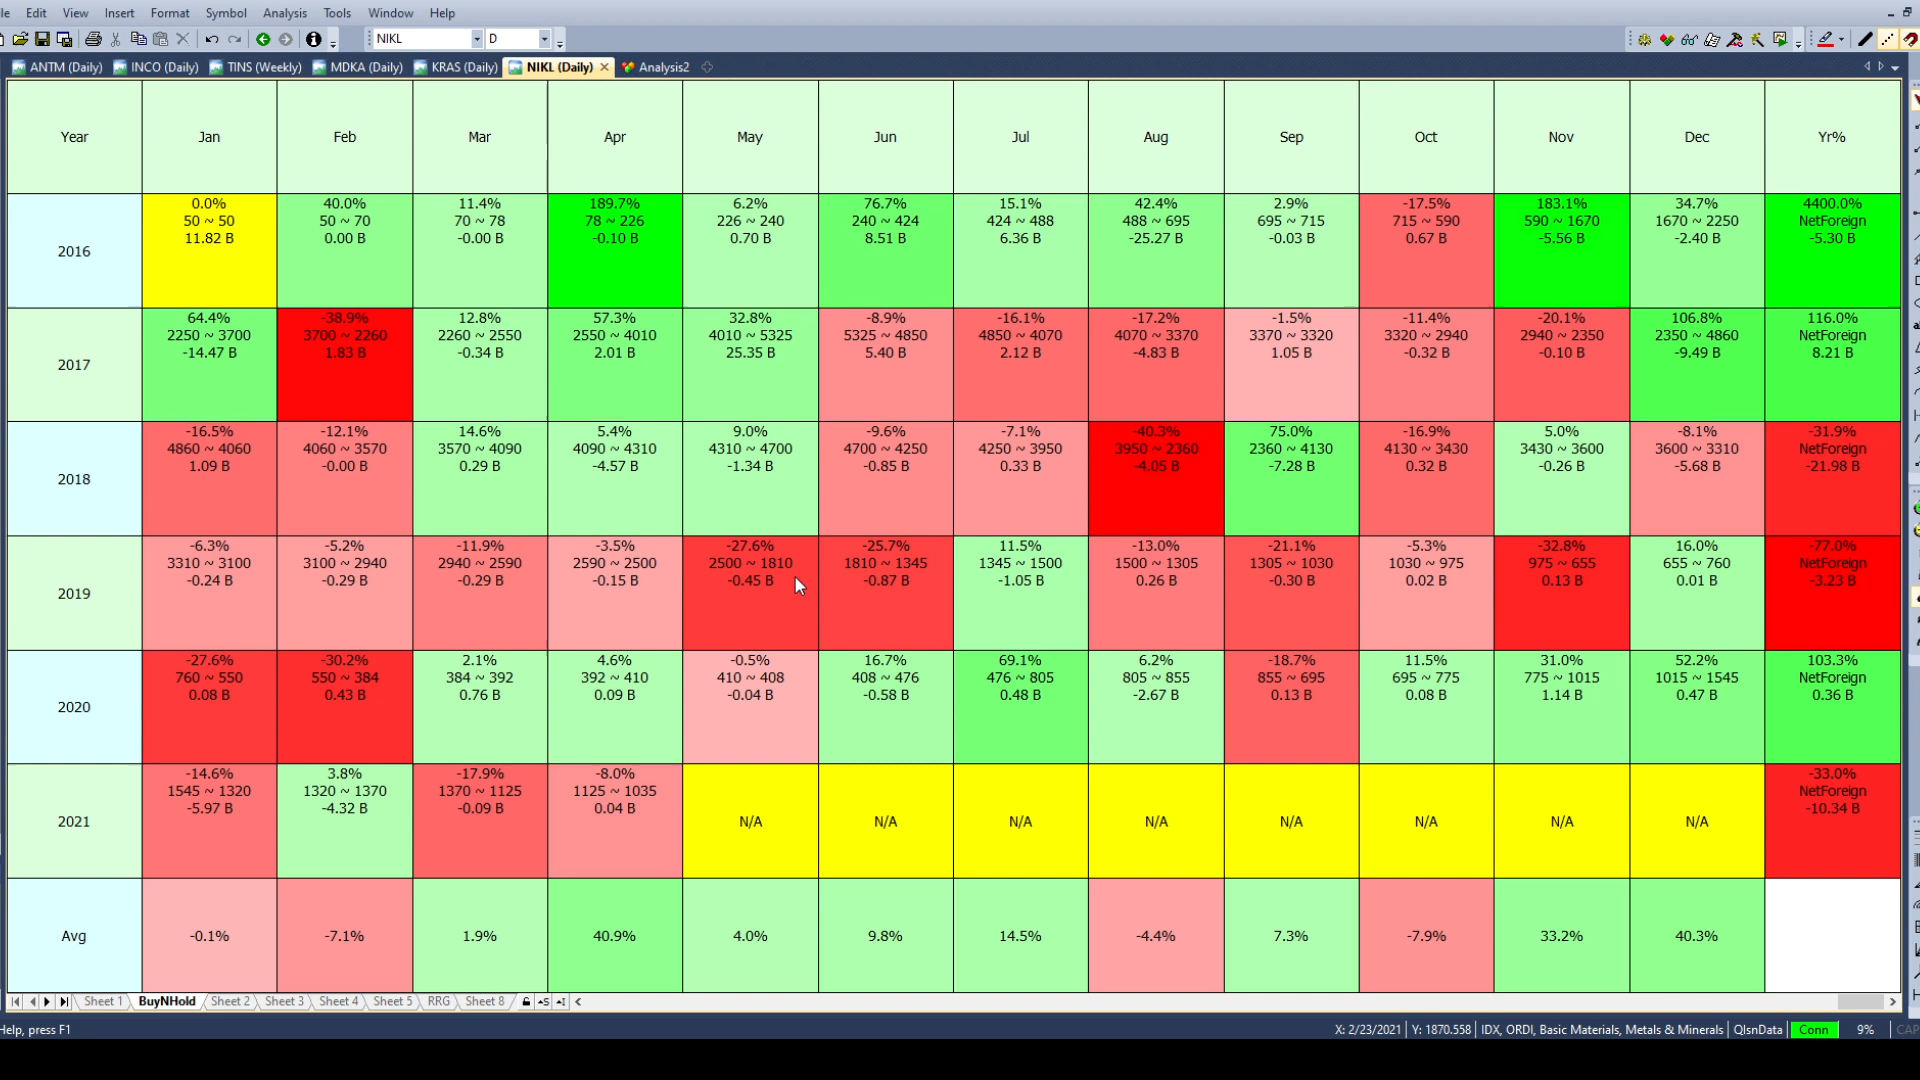 Edit View Insert Format Symbol Analysis Tools Window Help
NIKL D
ANTM (Daily) INCO (Daily) TINS (Weekly) MDKA (Daily) KRAS (Daily) NIKL (Daily) Analysis2
Year Jan Feb Mar Apr May Jun Jul Aug Sep Oct Nov Dec Yr%
0.0% 40.0% 11.4% 189.7% 6.2% 76.7% 15.1% 42.4% 2.9% -17.5% 183.1% 34.7% 4400.0%
50 ~ 50 50 ~ 70 70 ~ 78 78 ~ 226 226 ~ 240 240 ~ 424 424 ~ 488 488 ~ 695 695 ~ 715 715 ~ 590 590 ~ 1670 1670 ~ 2250 NetForeign
11.82 B 0.00 B -0.00 B -0.10 B 0.70 B 8.51 B 6.36 B -25.27 B -0.03 B 0.67 B -5.56 B -2.40 B -5.30 B
2016
64.4% -38.9% 12.8% 57.3% 32.8% -8.9% -16.1% -17.2% -1.5% -11.4% -20.1% 106.8% 116.0%
2250 ~ 3700 3700 ~ 2260 2260 ~ 2550 2550 ~ 4010 4010 ~ 5325 5325 ~ 4850 4850 ~ 4070 4070 ~ 3370 3370 ~ 3320 3320 ~ 2940 2940 ~ 2350 2350 ~ 4860 NetForeign
-14.47 B 1.83 B -0.34 B 2.01 B 25.35 B 5.40 B 2.12 B -4.83 B 1.05 B -0.32 B -0.10 B -9.49 B 8.21 B
2017
-16.5% -12.1% 14.6% 5.4% 9.0% -9.6% -7.1% -40.3% 75.0% -16.9% 5.0% -8.1% -31.9%
4860 ~ 4060 4060 ~ 3570 3570 ~ 4090 4090 ~ 4310 4310 ~ 4700 4700 ~ 4250 4250 ~ 3950 3950 ~ 2360 2360 ~ 4130 4130 ~ 3430 3430 ~ 3600 3600 ~ 3310 NetForeign
1.09 B -0.00 B 0.29 B -4.57 B -1.34 B -0.85 B 0.33 B -4.05 B -7.28 B 0.32 B -0.26 B -5.68 B -21.98 B
2018
-6.3% -5.2% -11.9% -3.5% -27.6% -25.7% 11.5% -13.0% -21.1% -5.3% -32.8% 16.0% -77.0%
3310 ~ 3100 3100 ~ 2940 2940 ~ 2590 2590 ~ 2500 2500 ~ 1810 1810 ~ 1345 1345 ~ 1500 1500 ~ 1305 1305 ~ 1030 1030 ~ 975 975 ~ 655 655 ~ 760 NetForeign
-0.24 B -0.29 B -0.29 B -0.15 B -0.45 B -0.87 B -1.05 B 0.26 B -0.30 B 0.02 B 0.13 B 0.01 B -3.23 B
2019
-27.6% -30.2% 2.1% 4.6% -0.5% 16.7% 69.1% 6.2% -18.7% 11.5% 31.0% 52.2% 103.3%
760 ~ 550 550 ~ 384 384 ~ 392 392 ~ 410 410 ~ 408 408 ~ 476 476 ~ 805 805 ~ 855 855 ~ 695 695 ~ 775 775 ~ 1015 1015 ~ 1545 NetForeign
0.08 B 0.43 B 0.76 B 0.09 B -0.04 B -0.58 B 0.48 B -2.67 B 0.13 B 0.08 B 1.14 B 0.47 B 0.36 B
2020
-14.6% 3.8% -17.9% -8.0% -33.0%
1545 ~ 1320 1320 ~ 1370 1370 ~ 1125 1125 ~ 1035 NetForeign
-5.97 B -4.32 B -0.09 B 0.04 B -10.34 B
2021 N/A N/A N/A N/A N/A N/A N/A N/A
Avg -0.1% -7.1% 1.9% 40.9% 4.0% 9.8% 14.5% -4.4% 7.3% -7.9% 33.2% 40.3%
Sheet 1 BuyNHold Sheet 2 Sheet 3 Sheet 4 Sheet 5 RRG Sheet 8
Help, press F1 X: 2/23/2021 Y: 1870.558 IDX, ORDI, Basic Materials, Metals & Minerals QlsnData Conn 9% CAP